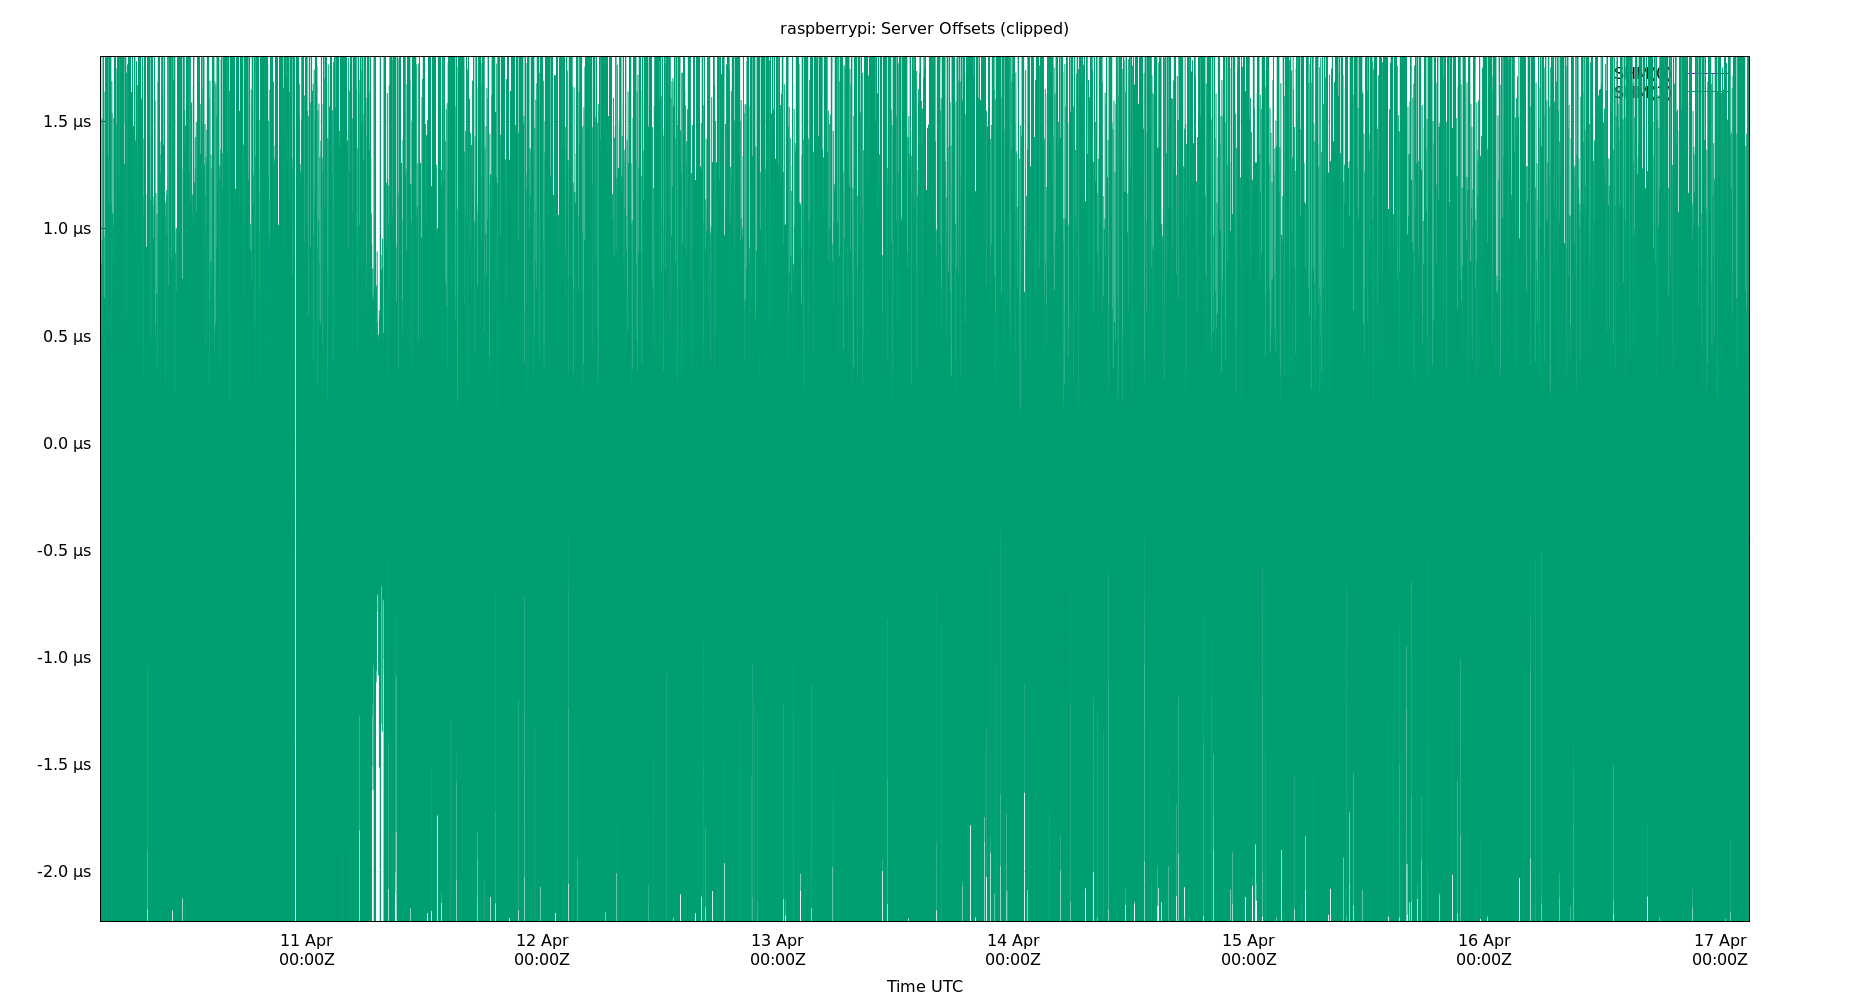 raspberrypi: Server Offsets (clipped)
SHM(0)
1.5 µs
1.0 µs
0.5 µs
0.0 µs
-0.5 µs
-1.0 µs
-1.5 µs
-2.0 µs
11 Apr 12 Apr 13 Apr 14 Apr 15 Apr 16 Apr 17 Apr
00:00Z 00:00Z 00:00Z 00:00Z 00:00Z 00:00Z 00:00Z
Time UTC